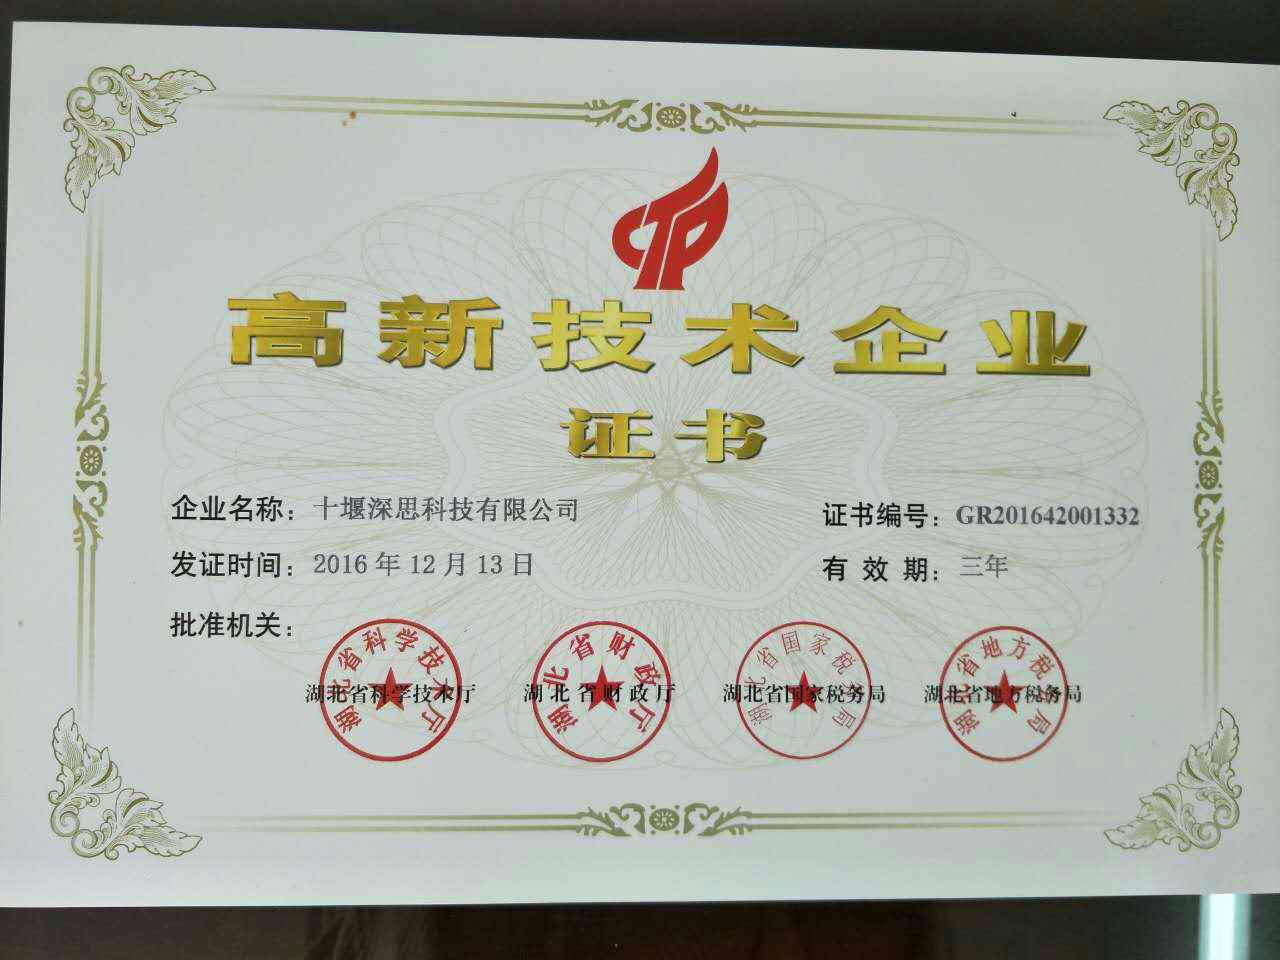 CTP
高新技术企业
证书
企业名称：十堰深思科技有限公司
证书编号：GR201642001332
发证时间：2016年12月13日
有效期：三年
批准机关：
湖北省科学技术厅
湖北省科学技术厅
湖北省财政厅
湖北省财政厅
湖北省国家税务局
湖北省国家税务局
湖北省地方税务局
湖北省地方税务局